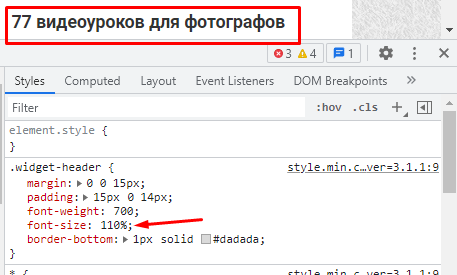 77 видеоуроков для фотографов
3 4 1
Styles Computed Layout Event Listeners DOM Breakpoints
Filter :hov .cls
element.style {
}
.widget-header { style.min.c…ver=3.1.1:9
margin: 0 0 15px;
padding: 15px 0 14px;
font-weight: 700;
font-size: 110%;
border-bottom: 1px solid #dadada;
}
* { style.min.c…ver=3.1.1:9